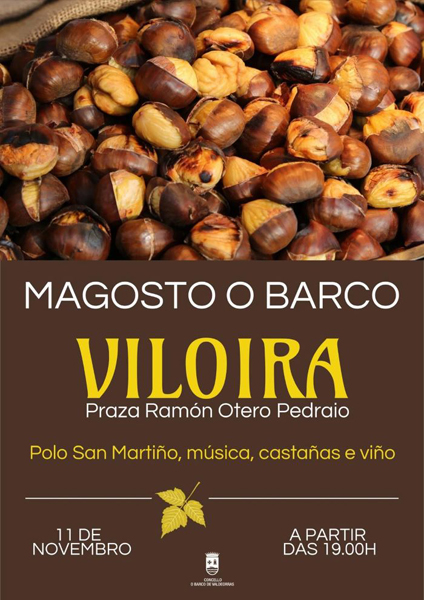 MAGOSTO O BARCO
VILOIRA
Praza Ramón Otero Pedraio
Polo San Martiño, música, castañas e viño
11 DE
NOVEMBRO
A PARTIR
DAS 19.00H
CONCELLO
O BARCO DE VALDEORRAS